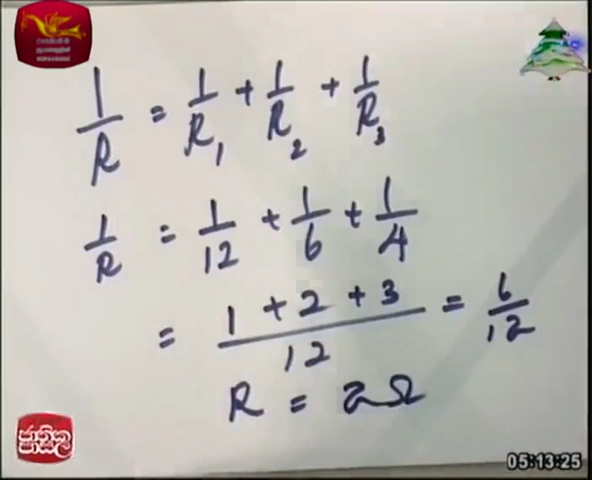 1/R = 1/R₁ + 1/R₂ + 1/R₃
1/R = 1/12 + 1/6 + 1/4
= (1 + 2 + 3)/12 = 6/12
R = 2Ω
ජාතික
පාසල
05:13:25